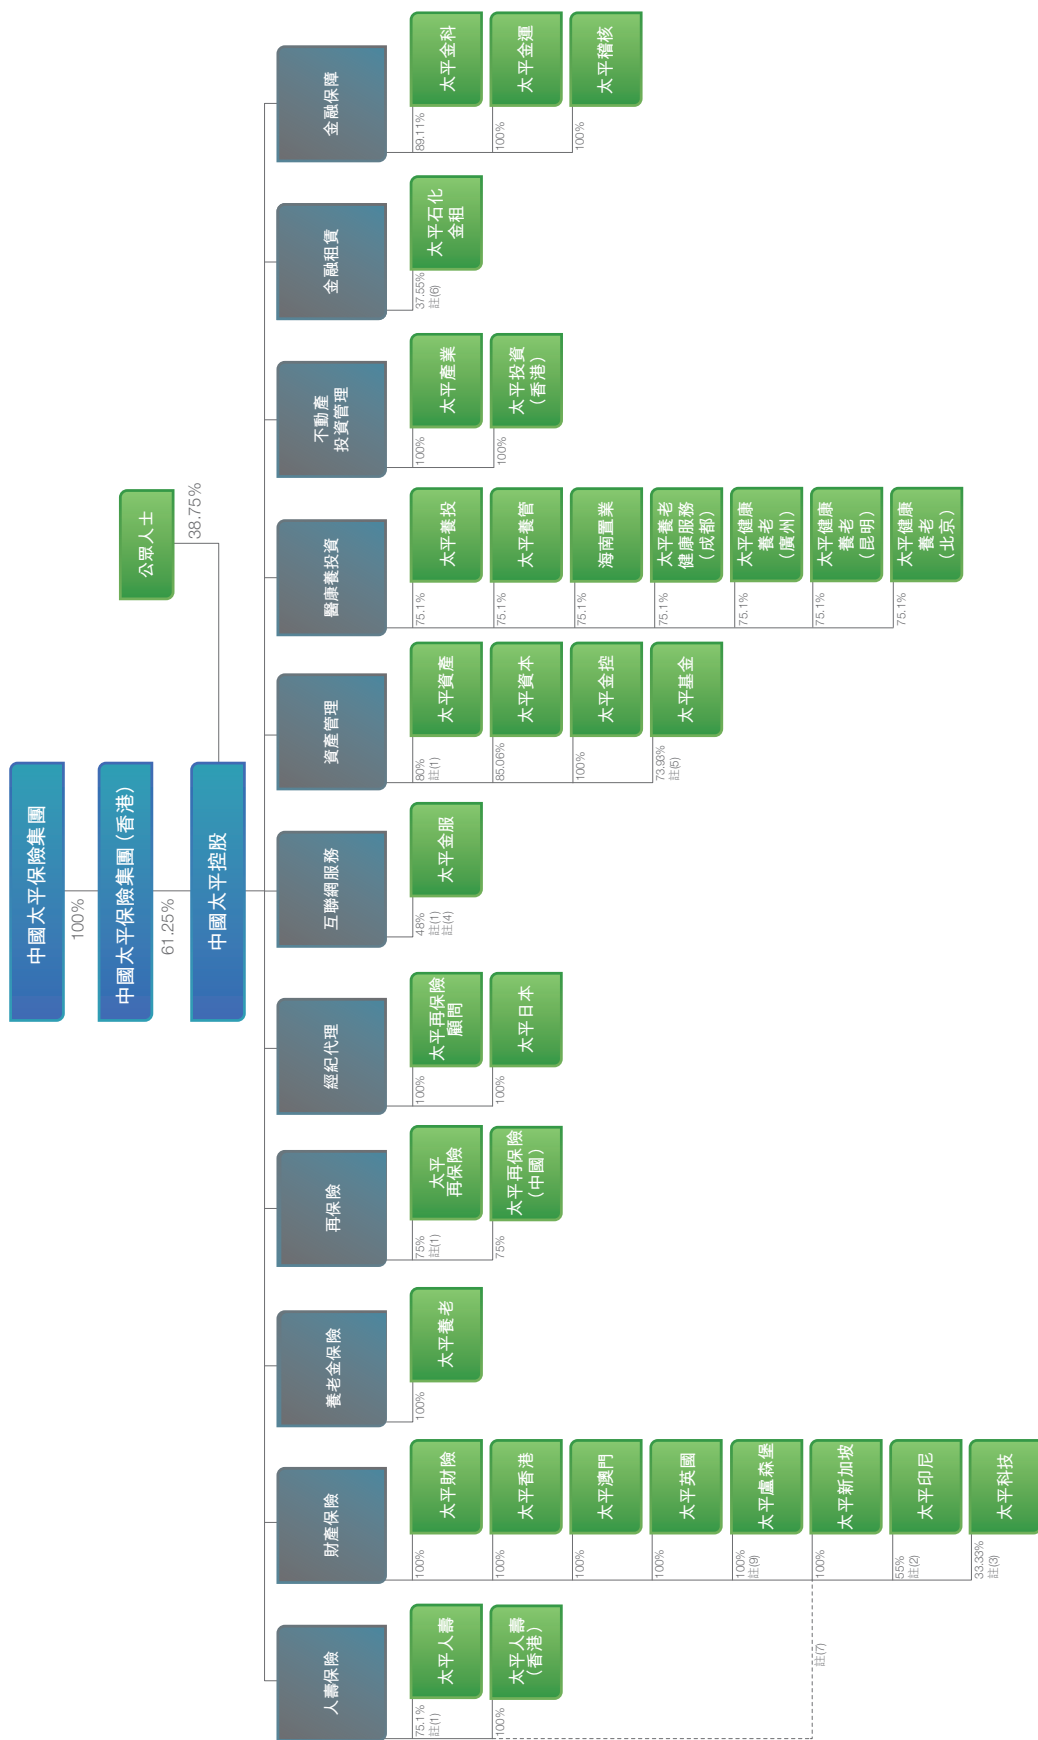 中國太平保險集團
100%
中國太平保險集團（香港）
61.25%
公眾人士
38.75%
中國太平控股
人壽保險
75.1%
註(1)
太平人壽
100%
太平人壽
（香港）
註(7)
財產保險
100%
太平財險
100%
太平香港
100%
太平澳門
100%
太平英國
100%
註(9)
太平盧森堡
100%
太平新加坡
55%
註(2)
太平印尼
33.33%
註(3)
太平科技
養老金保險
100%
太平養老
再保險
75%
註(1)
太平
再保險
75%
太平再保險
（中國）
經紀代理
100%
太平再保險
顧問
100%
太平日本
互聯網服務
48%
註(1)
註(4)
太平金服
資產管理
80%
註(1)
太平資產
85.06%
太平資本
100%
太平金控
73.93%
註(5)
太平基金
醫康養投資
75.1%
太平養投
75.1%
太平養管
75.1%
海南置業
75.1%
太平養老
健康服務
（成都）
75.1%
太平健康
養老
（廣州）
75.1%
太平健康
養老
（昆明）
75.1%
太平健康
養老
（北京）
不動產
投資管理
100%
太平產業
100%
太平投資
（香港）
金融租賃
37.55%
註(6)
太平石化
金租
金融保障
89.11%
太平金科
100%
太平金運
100%
太平稽核